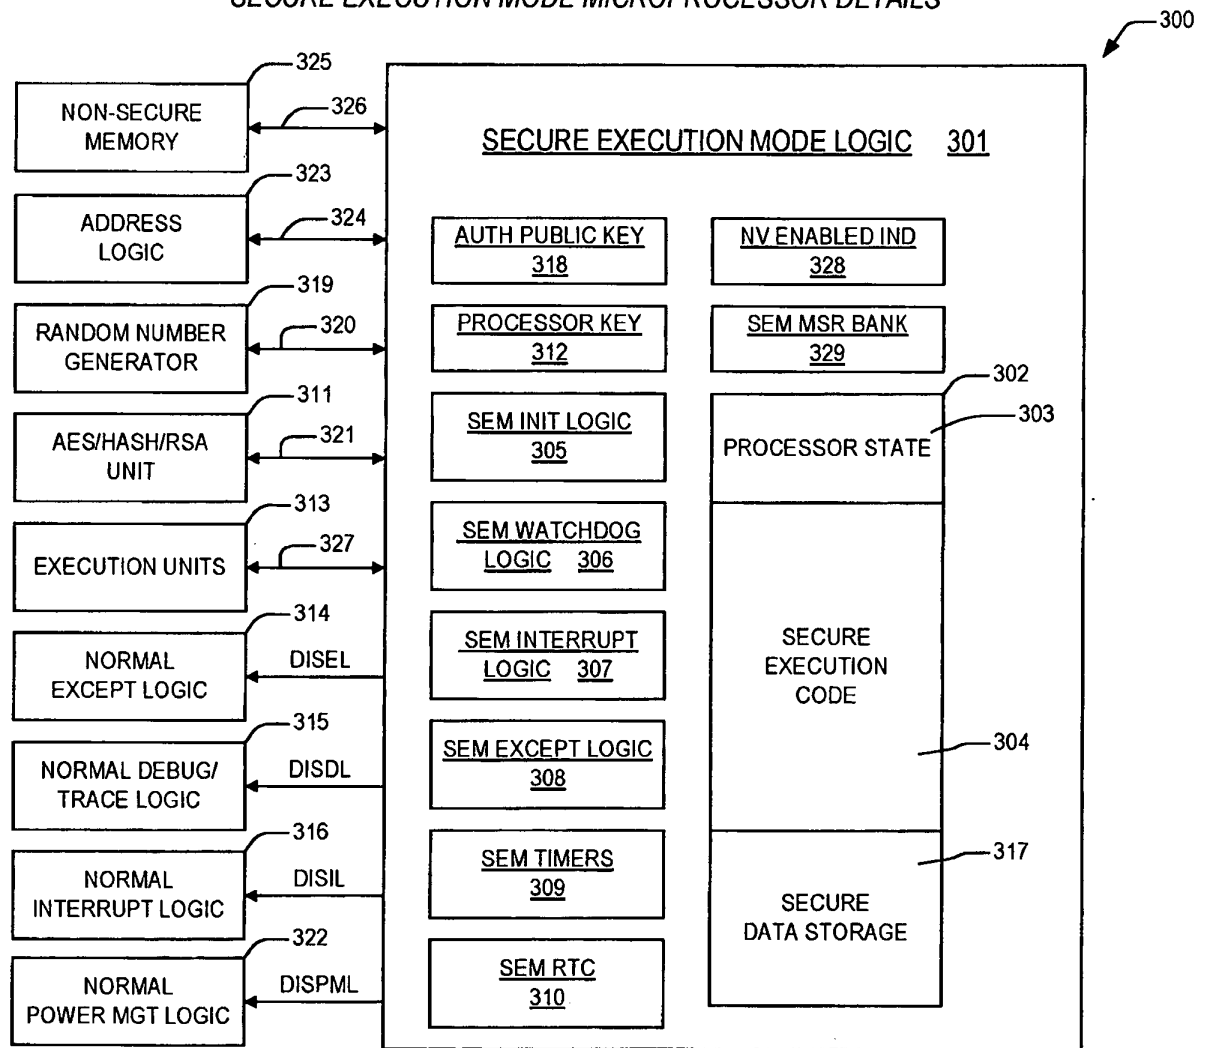 SECURE EXECUTION MODE MICROPROCESSOR DETAILS
300
325
NON-SECURE
MEMORY
326
323
ADDRESS
LOGIC
324
319
RANDOM NUMBER
GENERATOR
320
311
AES/HASH/RSA
UNIT
321
313
EXECUTION UNITS
327
314
NORMAL
EXCEPT LOGIC
DISEL
315
NORMAL DEBUG/
TRACE LOGIC
DISDL
316
NORMAL
INTERRUPT LOGIC
DISIL
322
NORMAL
POWER MGT LOGIC
DISPML
SECURE EXECUTION MODE LOGIC 301
AUTH PUBLIC KEY
318
PROCESSOR KEY
312
SEM INIT LOGIC
305
SEM WATCHDOG
LOGIC 306
SEM INTERRUPT
LOGIC 307
SEM EXCEPT LOGIC
308
SEM TIMERS
309
SEM RTC
310
NV ENABLED IND
328
SEM MSR BANK
329
302
303
PROCESSOR STATE
SECURE
EXECUTION
CODE
304
317
SECURE
DATA STORAGE